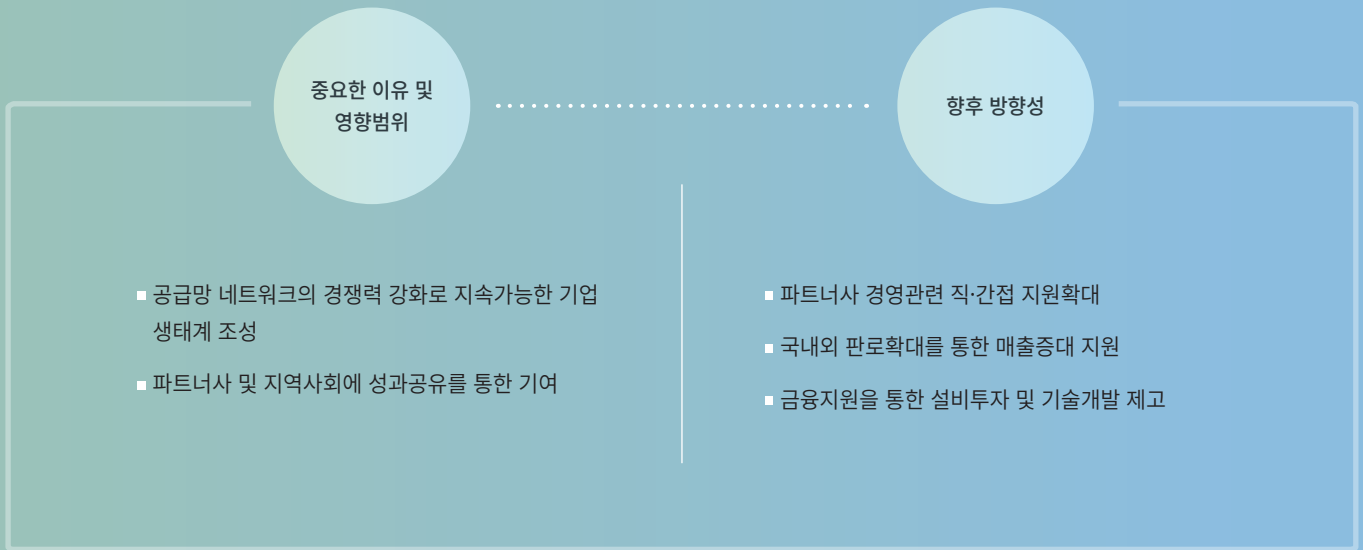 중요한 이유 및
영향범위
향후 방향성
공급망 네트워크의 경쟁력 강화로 지속가능한 기업
생태계 조성
파트너사 및 지역사회에 성과공유를 통한 기여
파트너사 경영관련 직·간접 지원확대
국내외 판로확대를 통한 매출증대 지원
금융지원을 통한 설비투자 및 기술개발 제고